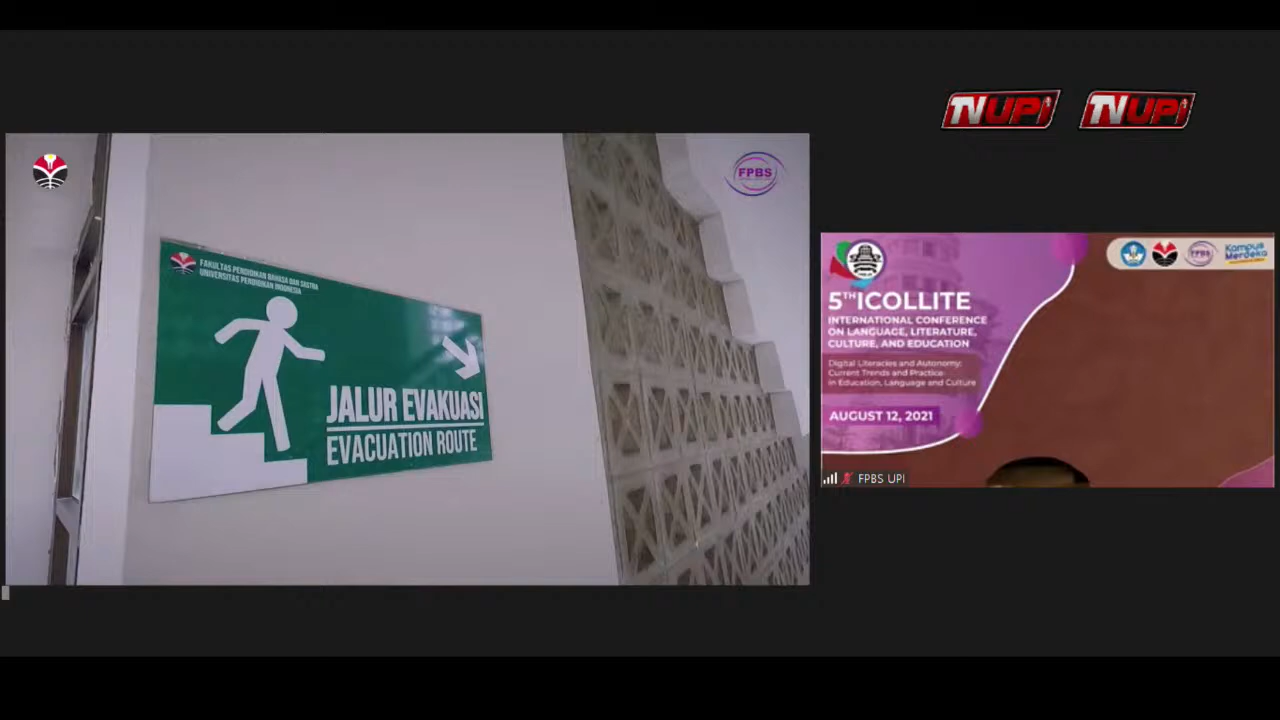 TVUPI
TVUPI
FPBS
FAKULTAS PENDIDIKAN BAHASA DAN SASTRA
UNIVERSITAS PENDIDIKAN INDONESIA
JALUR EVAKUASI
EVACUATION ROUTE
FPBS
Kampus
Merdeka
5TH ICOLLITE
INTERNATIONAL CONFERENCE
ON LANGUAGE, LITERATURE,
CULTURE, AND EDUCATION
Digital Literacies and Autonomy:
Current Trends and Practice
in Education, Language and Culture
AUGUST 12, 2021
FPBS UPI